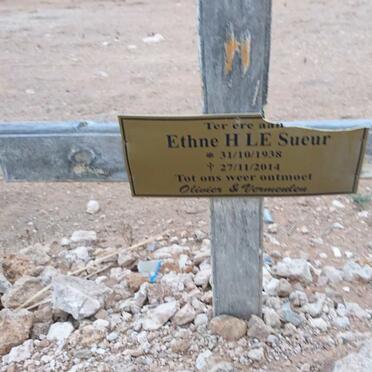 Ter ere aan
Ethne H LE Sueur
* 31/10/1938
† 27/11/2014
Tot ons weer ontmoet
Olivier & Vermeulen